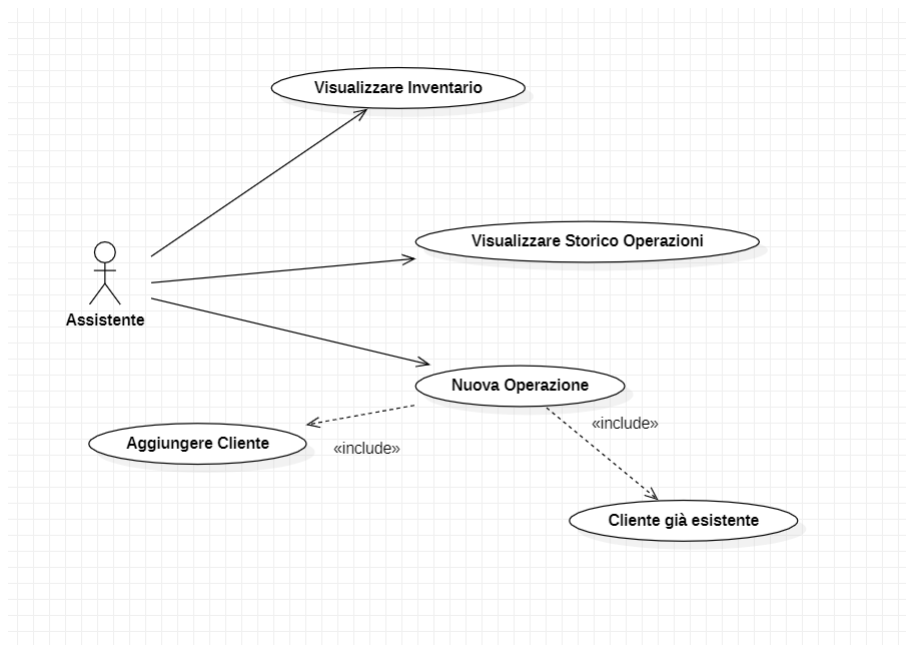 Visualizzare Inventario
Visualizzare Storico Operazioni
Assistente
Nuova Operazione
«include»
Aggiungere Cliente
«include»
Cliente già esistente